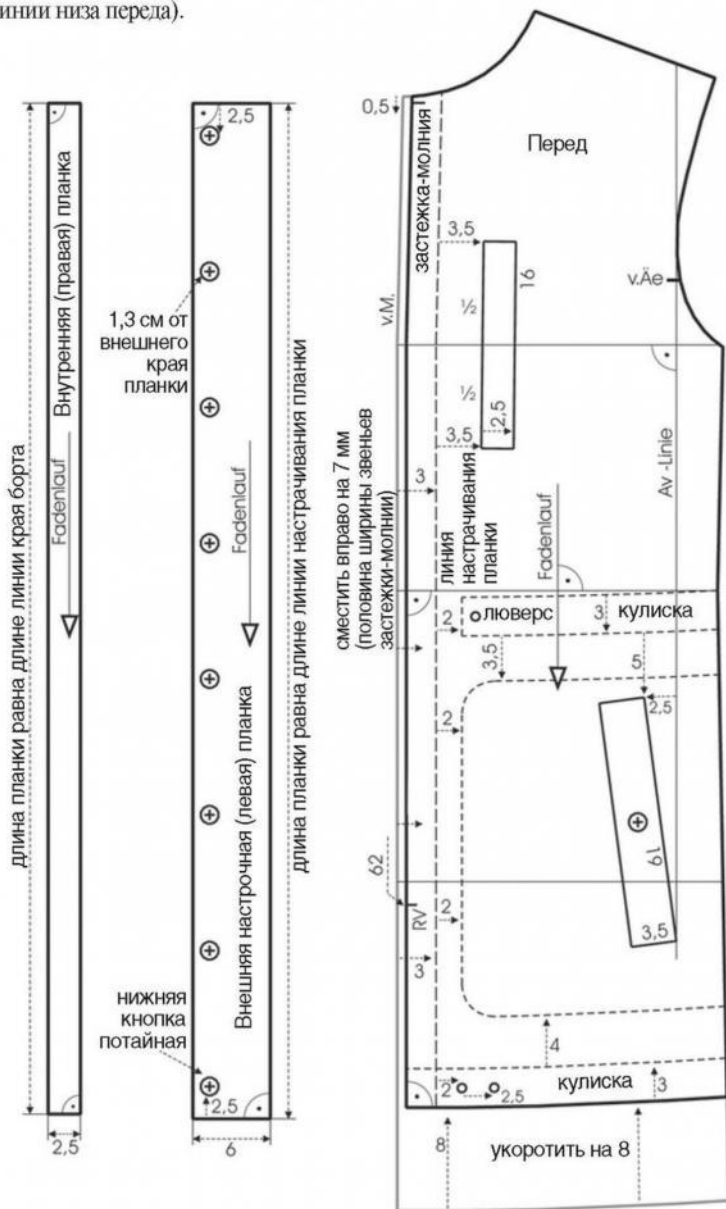 инии низа переда).
длина планки равна длине линии края борта
Внутренняя (правая) планка
Fadenlauf
2,5
2,5
1,3 см от
внешнего
края
планки
Fadenlauf
Внешняя настрочная (левая) планка
нижняя
кнопка
потайная
2,5
6
длина планки равна длине линии настрачивания планки
0,5
застежка-молния
Перед
v.M.
3,5
16
½
½
2,5
3,5
v.Äe
Av -Linie
сместить вправо на 7 мм
(половина ширины звеньев
застежки-молнии)
3
линия
настрачивания
планки
Fadenlauf
2
люверс
3
кулиска
3,5
5
2,5
2
16
3,5
62
RV
2
3
4
2
2,5
кулиска
3
8
укоротить на 8